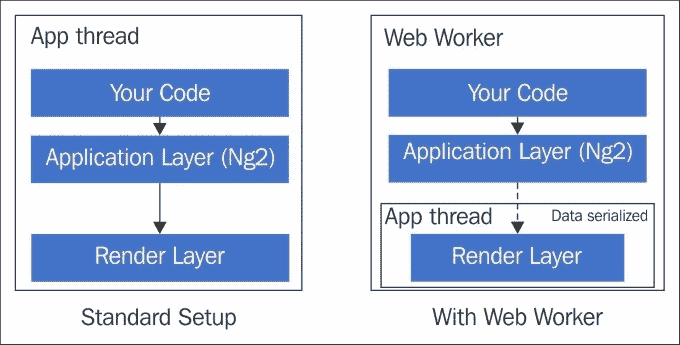 App thread
Your Code
Application Layer (Ng2)
Render Layer
Standard Setup
Web Worker
Your Code
Application Layer (Ng2)
App thread
Data serialized
Render Layer
With Web Worker